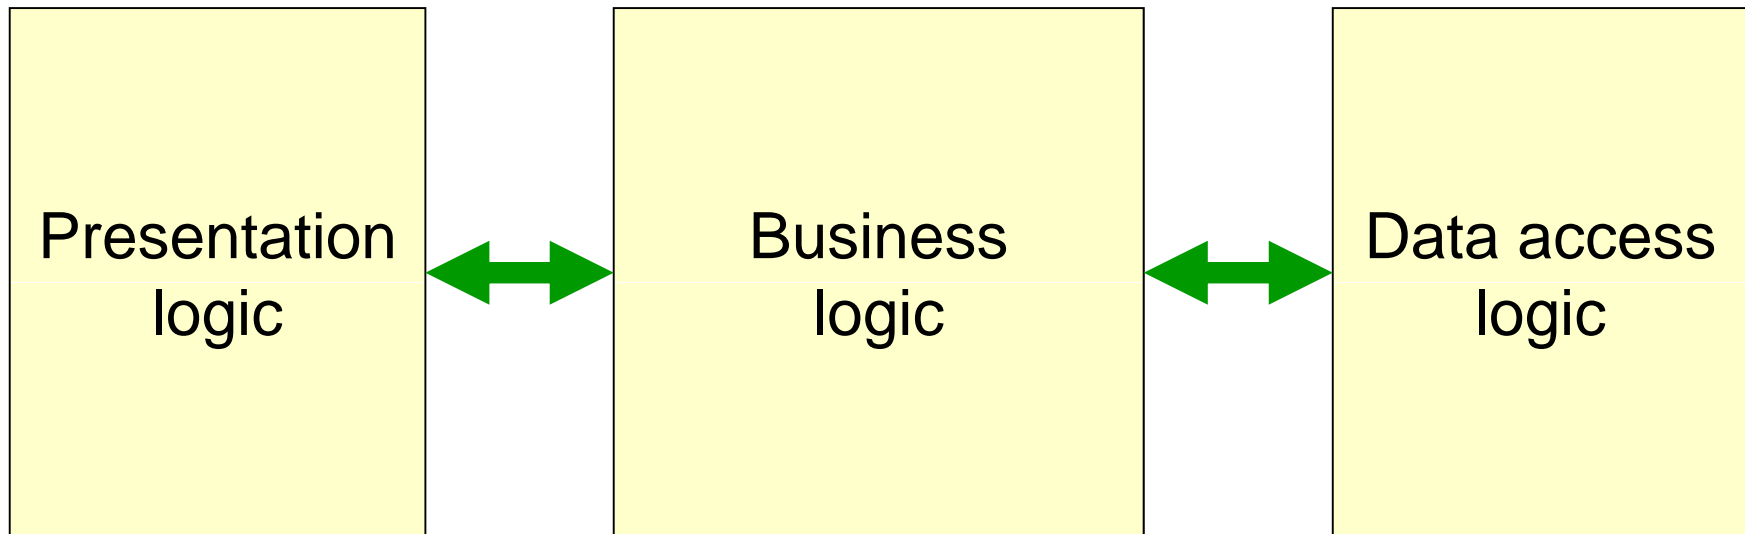 Presentation
logic
Business
logic
Data access
logic